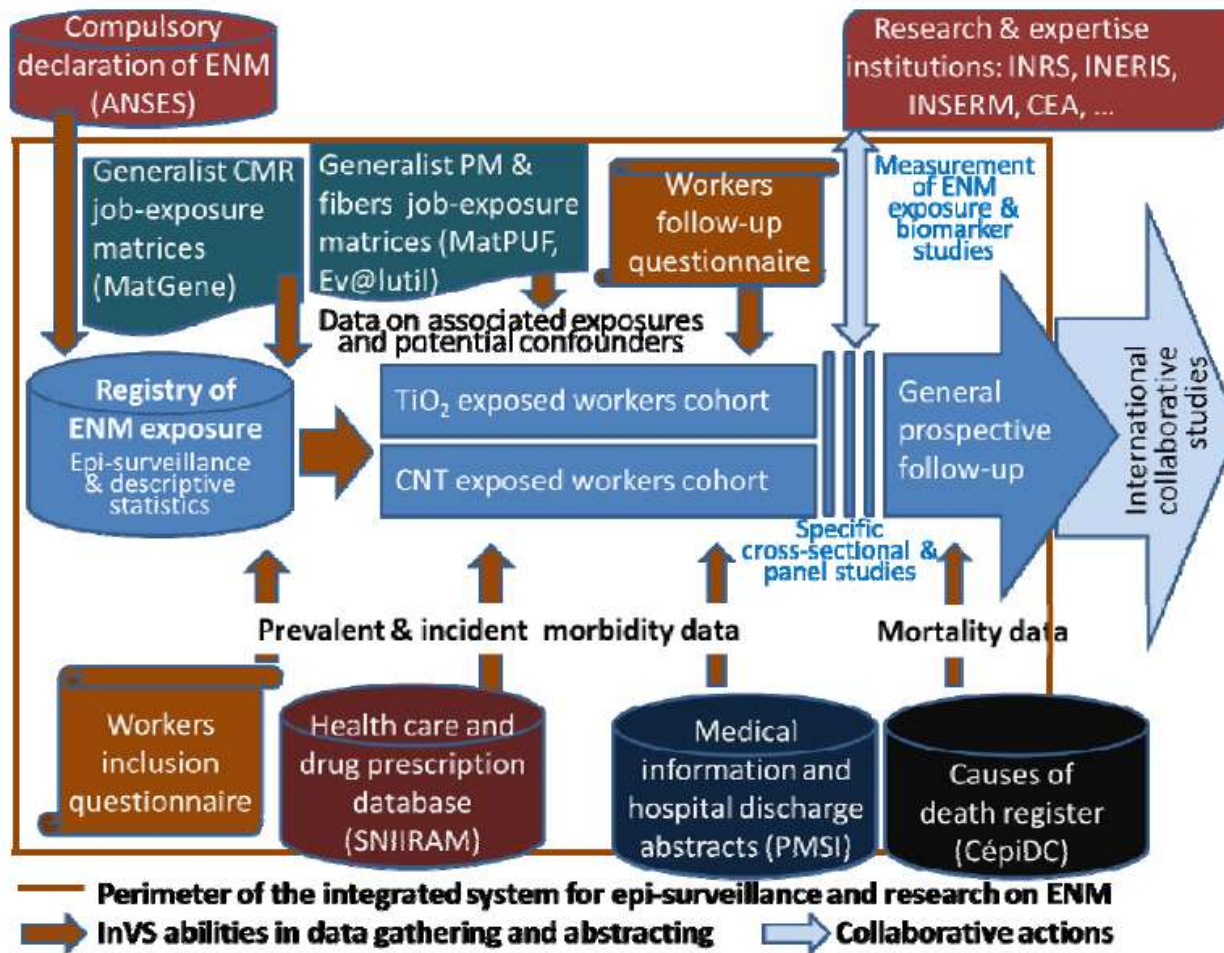 Compulsory
declaration of ENM
(ANSES)
Research & expertise
institutions: INRS, INERIS,
INSERM, CEA, ...
Generalist CMR
job-exposure
matrices
(MatGene)
Generalist PM &
fibers job-exposure
matrices (MatPUF,
Ev@lutil)
Workers
follow-up
questionnaire
Measurement
of ENM
exposure &
biomarker
studies
Data on associated exposures
and potential confounders
Registry of
ENM exposure
Epi-surveillance
& descriptive
statistics
TiO₂ exposed workers cohort
CNT exposed workers cohort
General
prospective
follow-up
International
collaborative
studies
Specific
cross-sectional &
panel studies
Prevalent & incident morbidity data
Mortality data
Workers
inclusion
questionnaire
Health care and
drug prescription
database
(SNIIRAM)
Medical
information and
hospital discharge
abstracts (PMSI)
Causes of
death register
(CépiDC)
Perimeter of the integrated system for epi-surveillance and research on ENM
InVS abilities in data gathering and abstracting
Collaborative actions